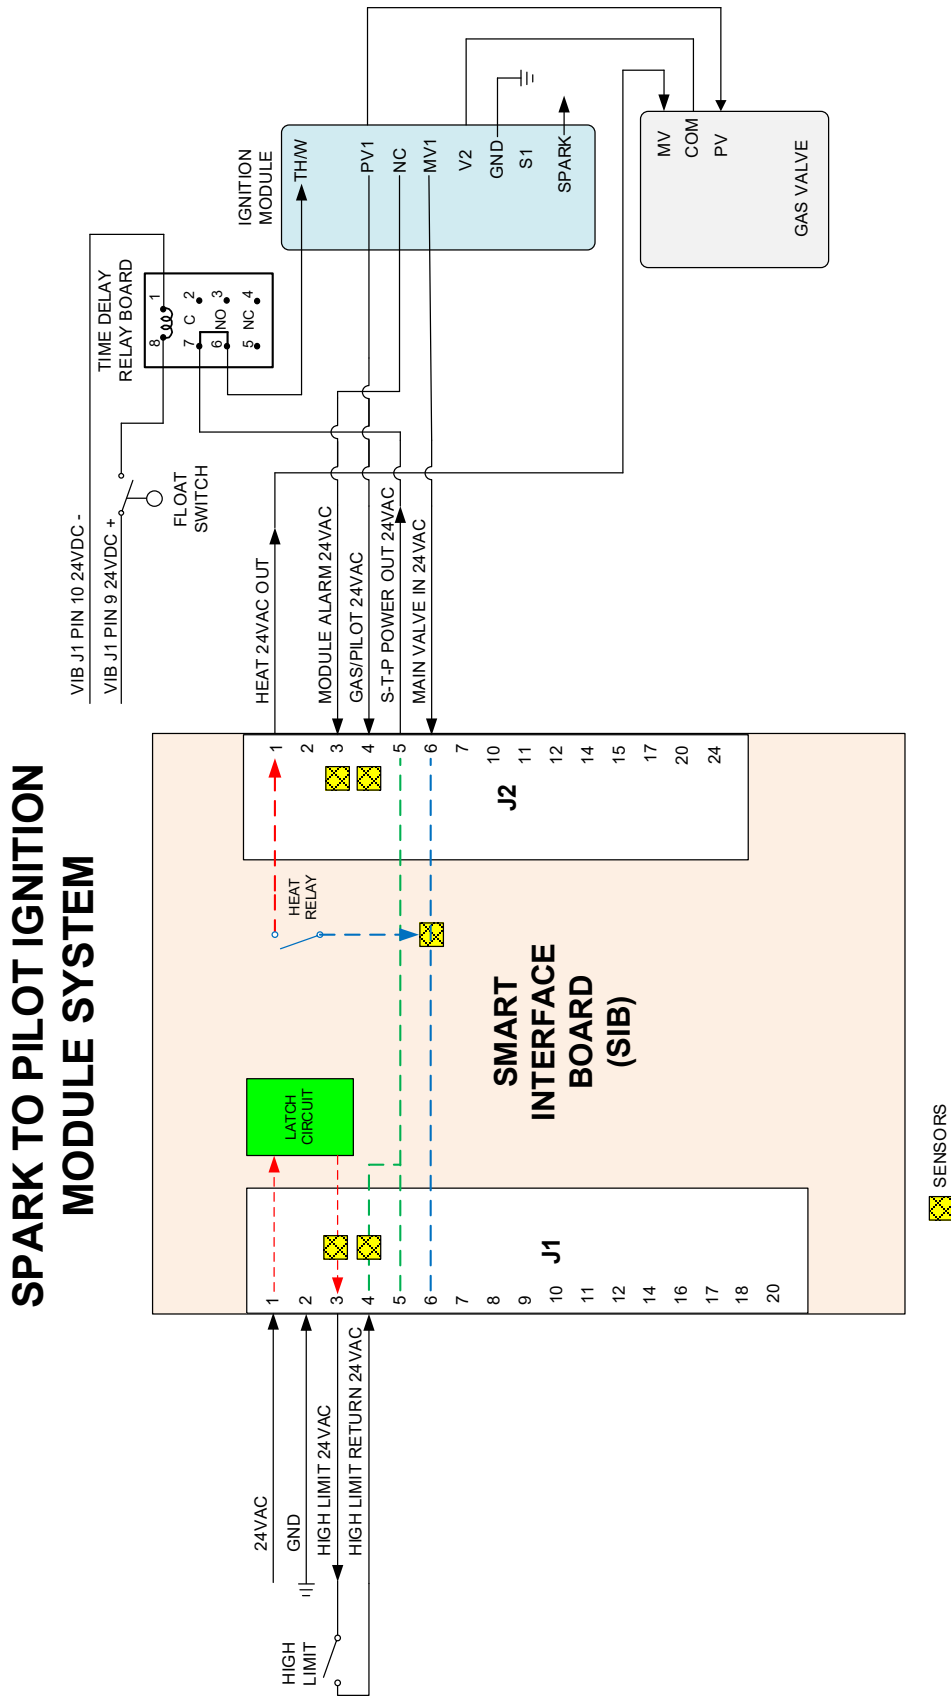 SPARK TO PILOT IGNITION
MODULE SYSTEM
VIB J1 PIN 10 24VDC -
VIB J1 PIN 9 24VDC +
FLOAT
SWITCH
TIME DELAY
RELAY BOARD
8
1
7
C
2
6
NO
3
5
NC
4
IGNITION
MODULE
TH/W
PV1
NC
MV1
V2
GND
S1
SPARK
MV
COM
PV
GAS VALVE
HEAT 24VAC OUT
MODULE ALARM 24VAC
GAS/PILOT 24VAC
S-T-P POWER OUT 24VAC
MAIN VALVE IN 24VAC
1
2
3
4
5
6
7
10
11
12
14
15
17
20
24
J2
HEAT
RELAY
LATCH
CIRCUIT
SMART
INTERFACE
BOARD
(SIB)
J1
1
2
3
4
5
6
7
8
9
10
11
12
14
16
17
18
20
24VAC
GND
HIGH LIMIT 24VAC
HIGH LIMIT RETURN 24VAC
HIGH
LIMIT
SENSORS